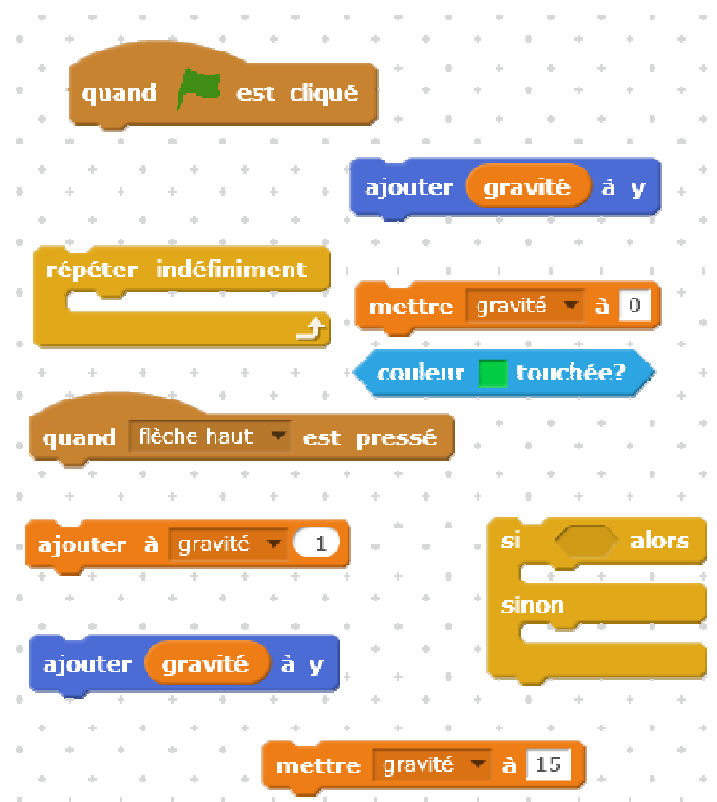 quand est cliqué
ajouter gravité à y
répéter indéfiniment
mettre gravité à 0
couleur touchée?
quand flèche haut est pressé
ajouter à gravité 1
si alors
sinon
ajouter gravité à y
mettre gravité à 15